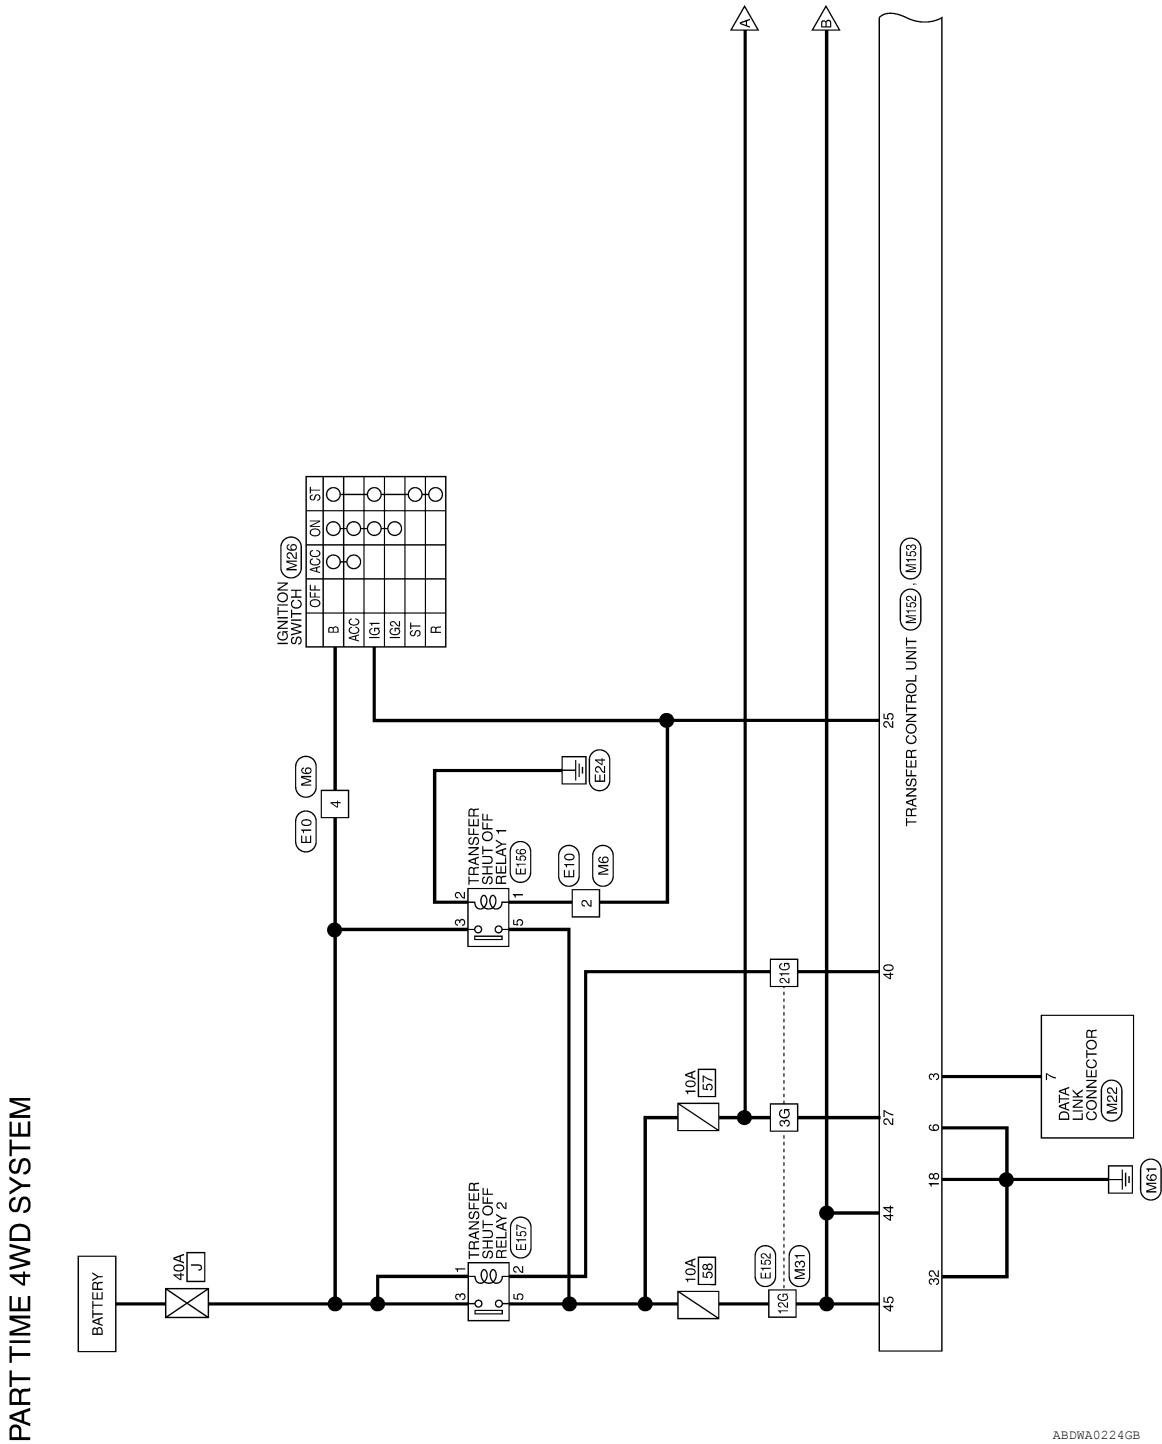 PART TIME 4WD SYSTEM
BATTERY
40A
J
IGNITION
SWITCH
M26
OFF
ACC
ON
ST
B
ACC
IG1
IG2
ST
R
E10
M6
4
TRANSFER
SHUT OFF
RELAY 1
E156
2
1
3
5
E24
E10
M6
2
TRANSFER
SHUT OFF
RELAY 2
E157
1
2
3
5
10A
57
10A
58
A
B
21G
3G
12G
E152
M31
25
40
27
44
45
TRANSFER CONTROL UNIT M152 , M153
3
6
18
32
7
DATA
LINK
CONNECTOR
M22
M61
ABDWA0224GB